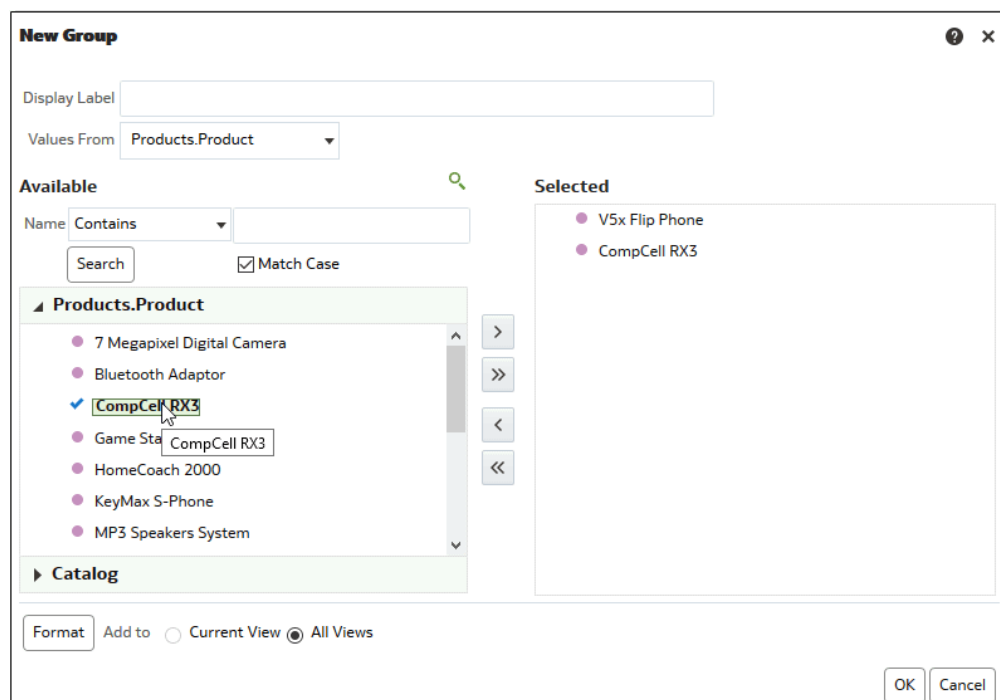 New Group
Display Label
Values From Products.Product
Available
Selected
Name Contains
Search Match Case
Products.Product
7 Megapixel Digital Camera
Bluetooth Adaptor
CompCell RX3
Game Sta
CompCell RX3
HomeCoach 2000
KeyMax S-Phone
MP3 Speakers System
Catalog
V5x Flip Phone
CompCell RX3
Format Add to Current View All Views
OK Cancel